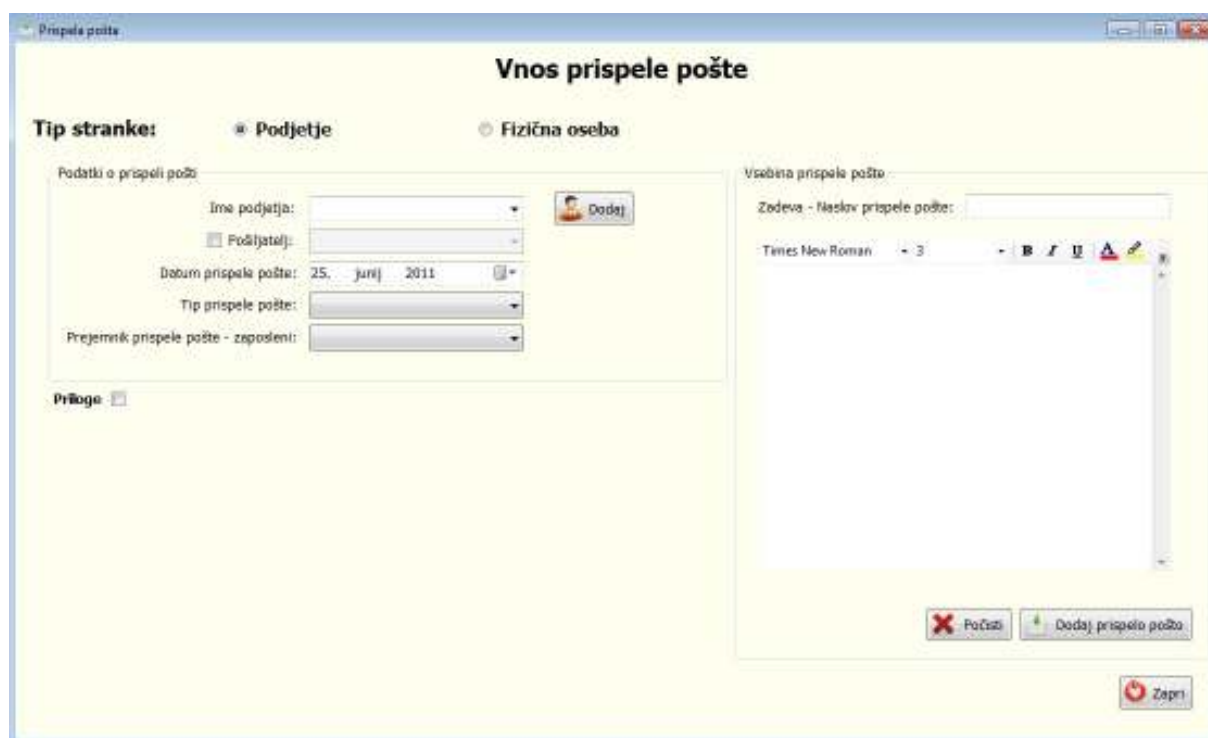 Prispela pošta
Vnos prispele pošte
Tip stranke: Podjetje Fizična oseba
Podatki o prispeli pošti
Ime podjetja: Dodaj
Pošiljatelj:
Datum prispele pošte: 25. junij 2011
Tip prispele pošte:
Prejemnik prispele pošte - zaposleni:
Priloge
Vsebina prispele pošte
Zadeva - Naslov prispele pošte:
Times New Roman 3 B I U A
Počisti Dodaj prispelo pošto
Zapri